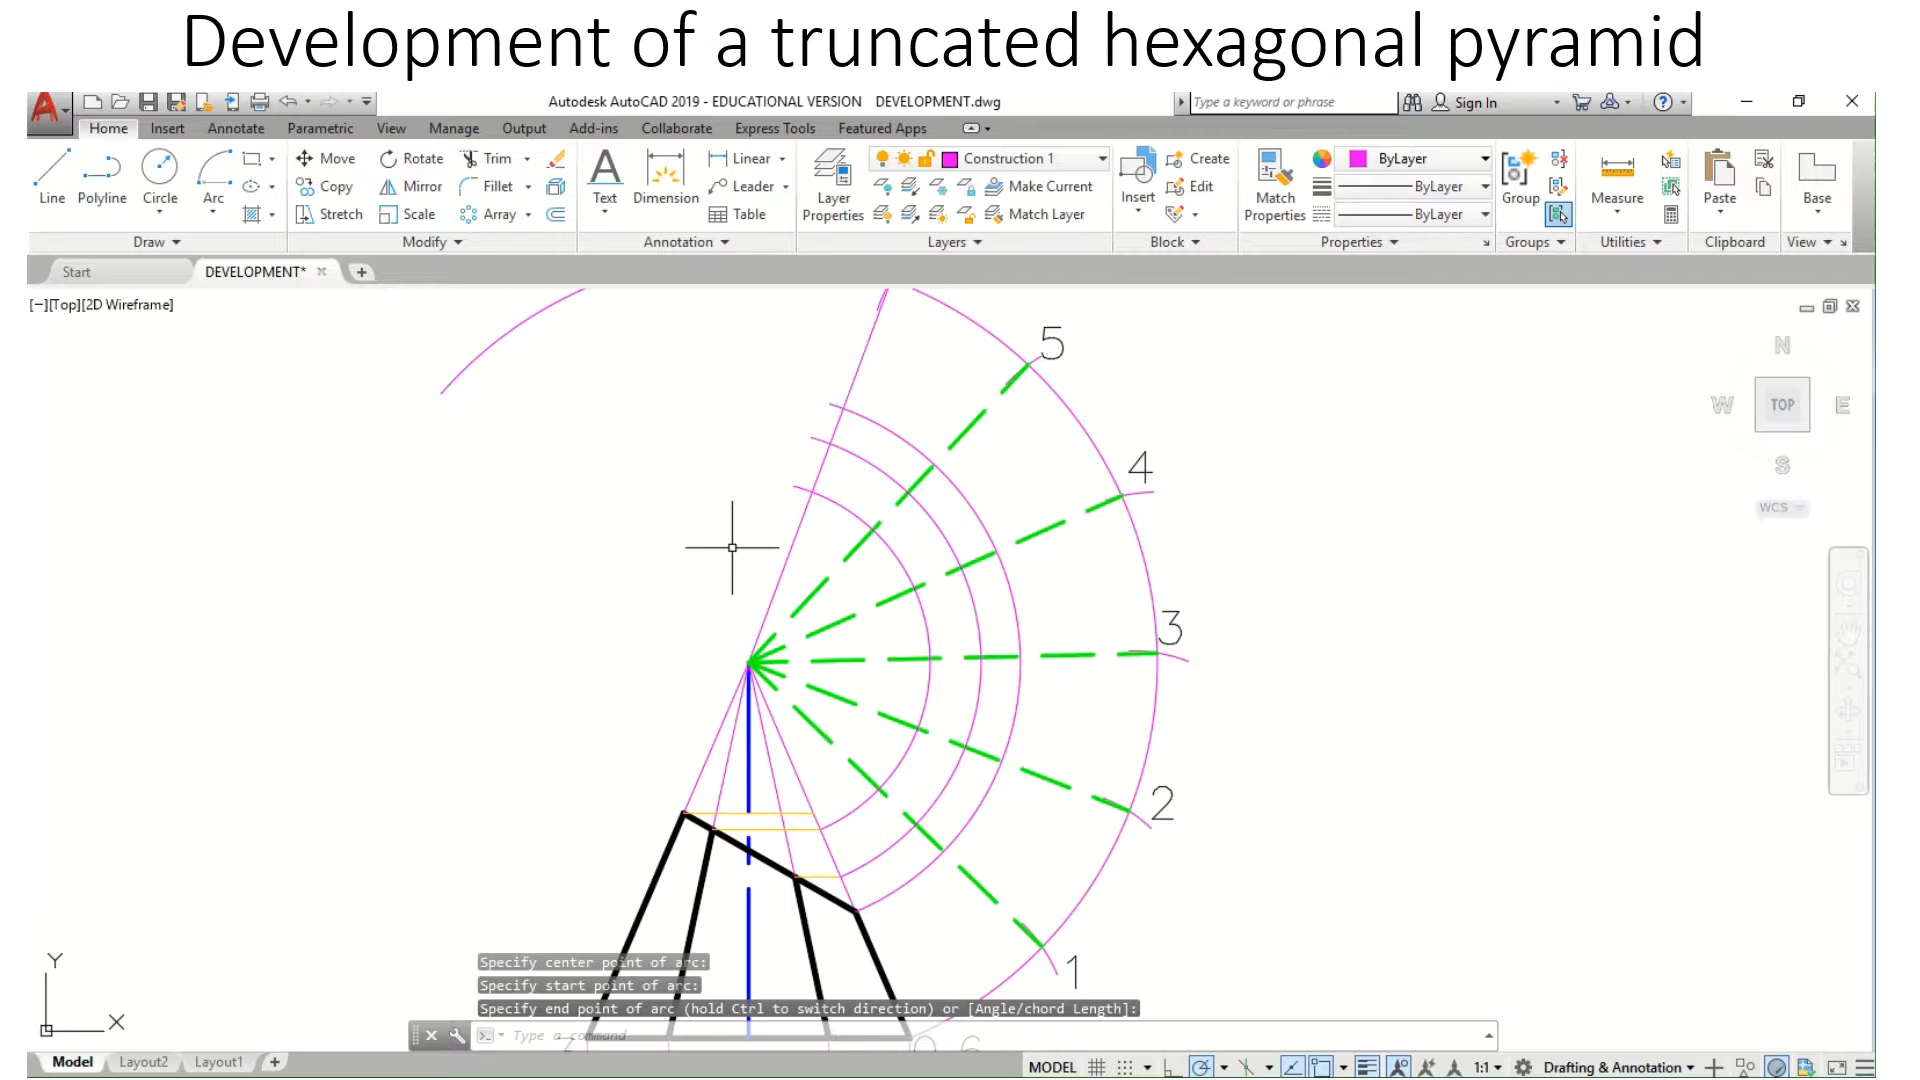 Development of a truncated hexagonal pyramid
Autodesk AutoCAD 2019 - EDUCATIONAL VERSION DEVELOPMENT.dwg
Type a keyword or phrase
Sign In
Home Insert Annotate Parametric View Manage Output Add-ins Collaborate Express Tools Featured Apps
Line Polyline Circle Arc
Move Rotate Trim
Copy Mirror Fillet
Stretch Scale Array
Text Dimension
Linear
Leader
Table
Layer Properties
Construction 1
Make Current
Match Layer
Insert
Create
Edit
Match Properties
ByLayer
ByLayer
ByLayer
Group
Measure
Paste
Base
Draw Modify Annotation Layers Block Properties Groups Utilities Clipboard View
Start DEVELOPMENT*
[−][Top][2D Wireframe]
N
W TOP E
S
WCS
5
4
3
2
1
Y
X
Specify center point of arc:
Specify start point of arc:
Specify end point of arc (hold Ctrl to switch direction) or [Angle/chord Length]:
Type a command
Model Layout2 Layout1
MODEL 1:1 Drafting & Annotation